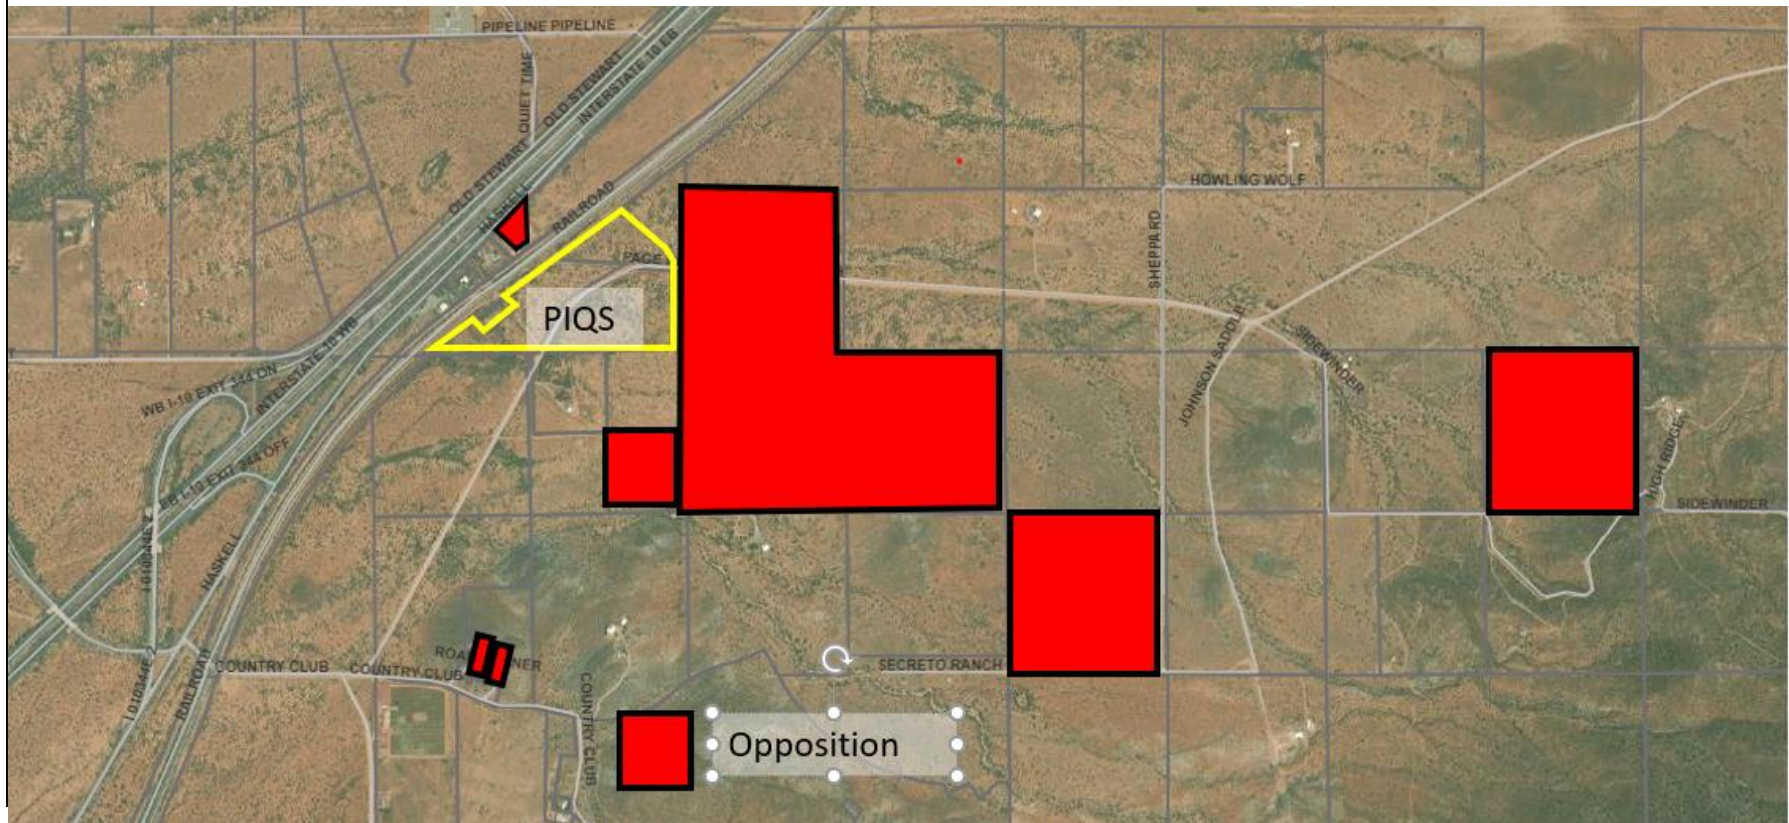 PIPELINE PIPELINE
QUIET TIME
OLD STEWART
INTERSTATE 10 EB
OLD STEWART
HASKELL
RAILROAD
PAGE
PIQS
HOWLING WOLF
SHEPPARD
JOHNSON SADDLE
SIDEWINDER
HIGH RIDGE
SIDEWINDER
INTERSTATE 10 WB
WB I-10 EXIT 344 ON
EB I-10 EXIT 344 OFF
HASKELL
RAILROAD
COUNTRY CLUB
COUNTRY CLUB
COUNTRY CLUB
SECRETO RANCH
Opposition